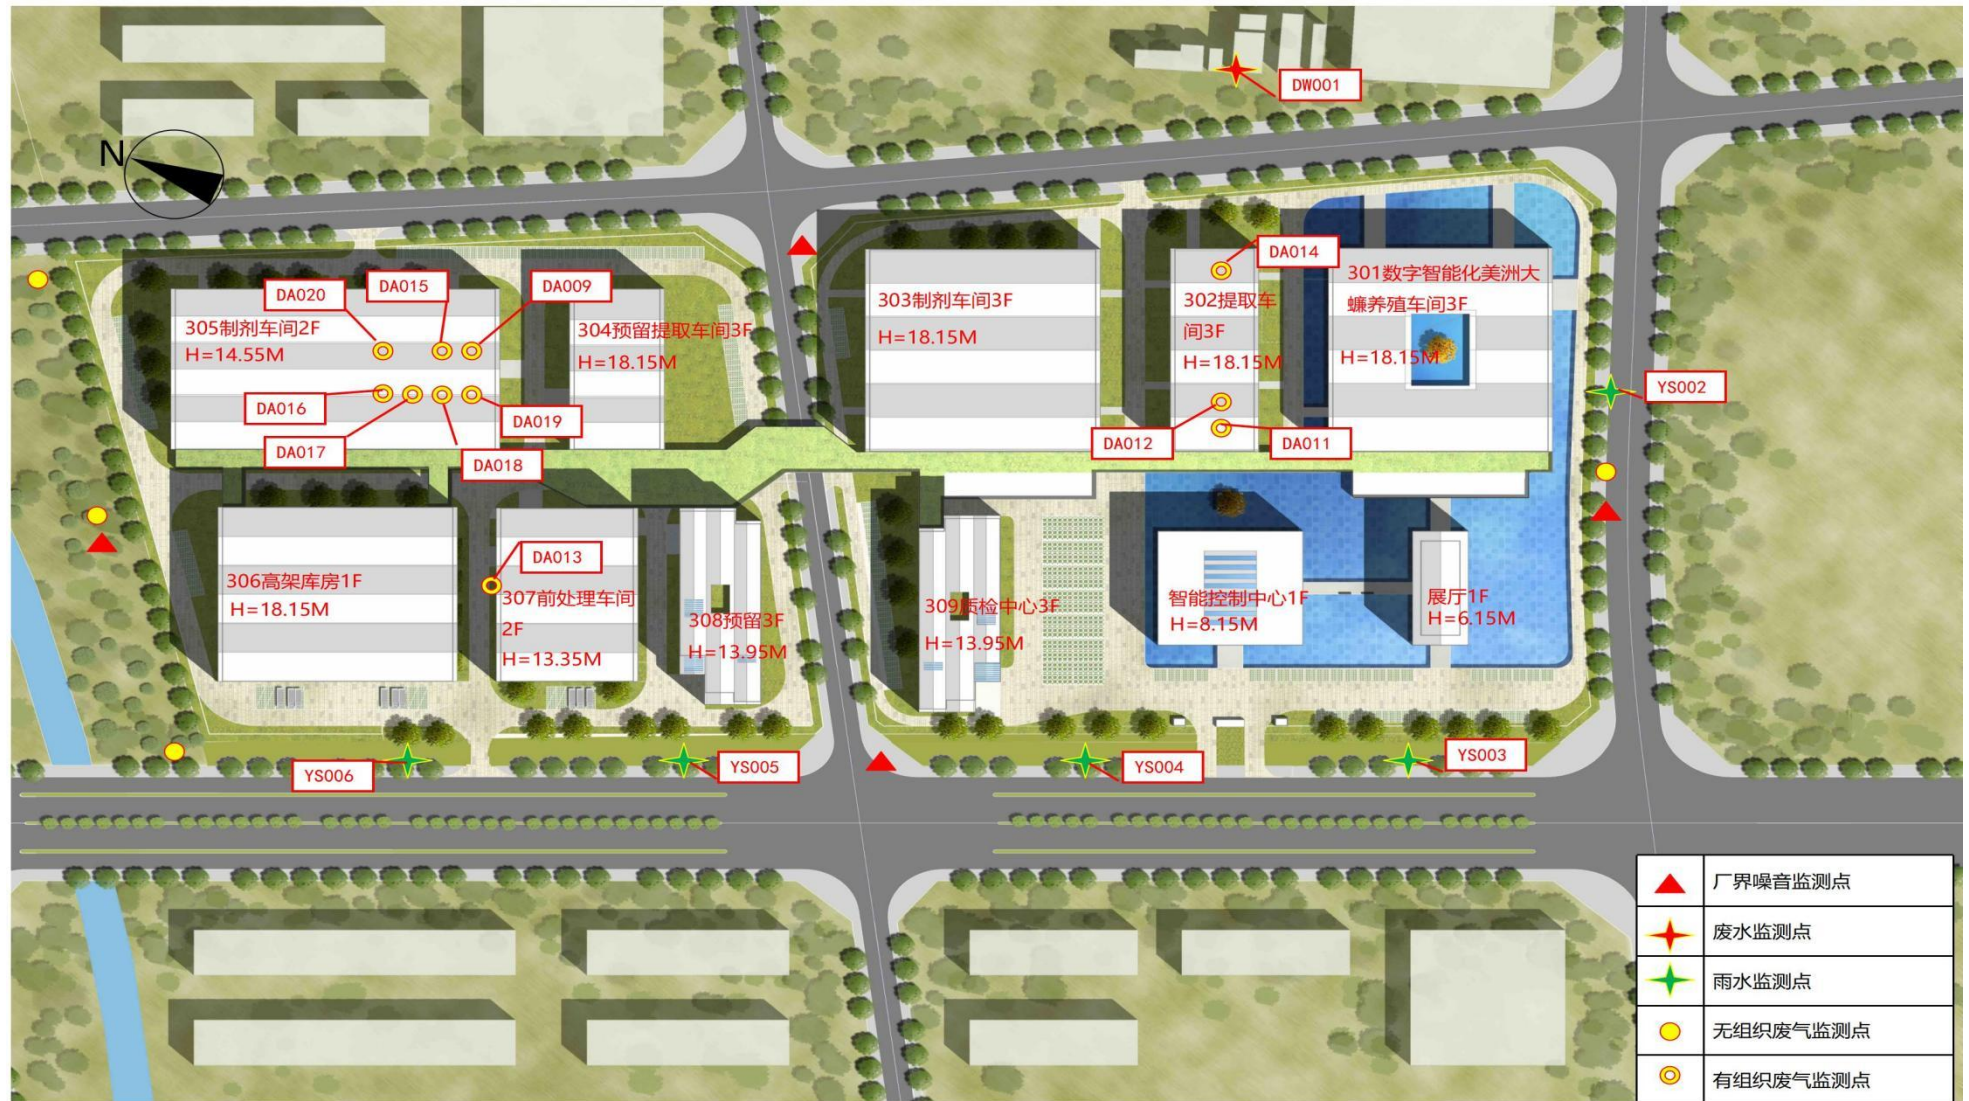 DW001
N
DA014
DA020
DA015
DA009
301数字智能化美洲大
蠊养殖车间3F
H=18.15M
303制剂车间3F
H=18.15M
302提取车
间3F
H=18.15M
305制剂车间2F
H=14.55M
304预留提取车间3F
H=18.15M
YS002
DA016
DA019
DA017
DA018
DA012
DA011
DA013
306高架库房1F
H=18.15M
307前处理车间
2F
H=13.35M
308预留3F
H=13.95M
309质检中心3F
H=13.95M
智能控制中心1F
H=8.15M
展厅1F
H=6.15M
YS006
YS005
YS004
YS003
厂界噪音监测点
废水监测点
雨水监测点
无组织废气监测点
有组织废气监测点